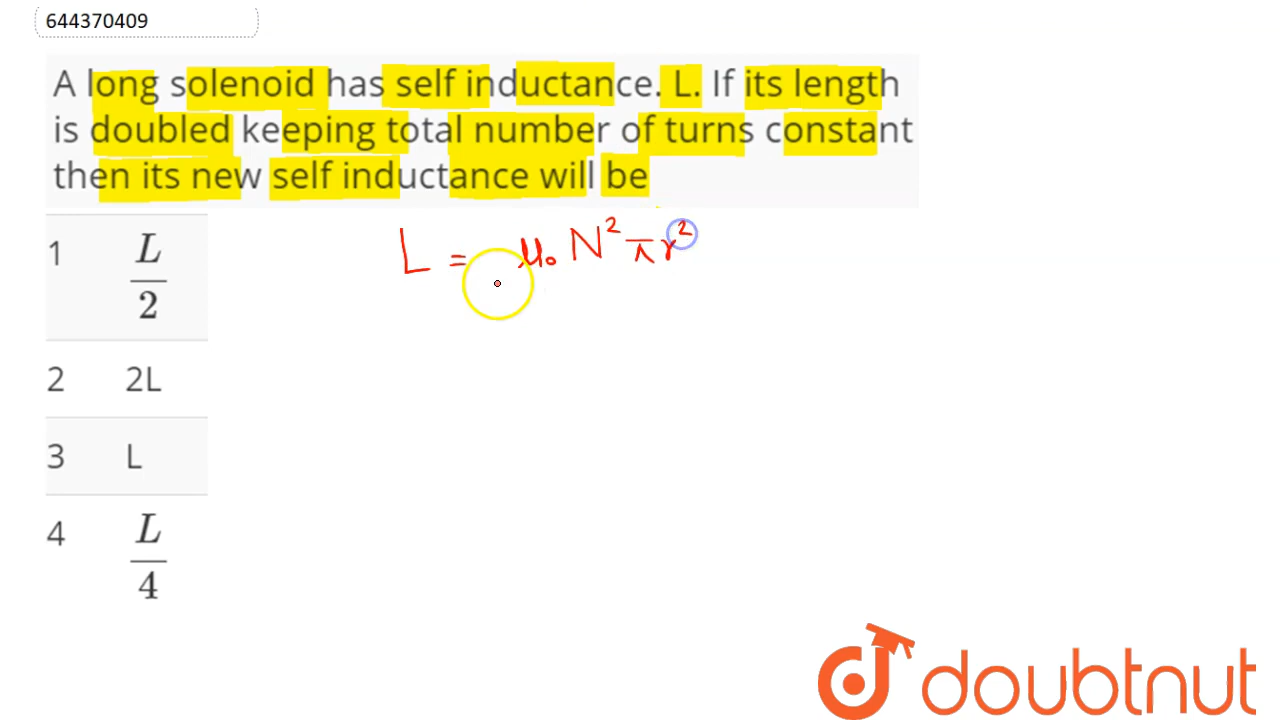 644370409
A long solenoid has self inductance. L. If its length
is doubled keeping total number of turns constant
then its new self inductance will be
L = μ₀ N² π r²
1 L/2
2 2L
3 L
4 L/4
doubtnut